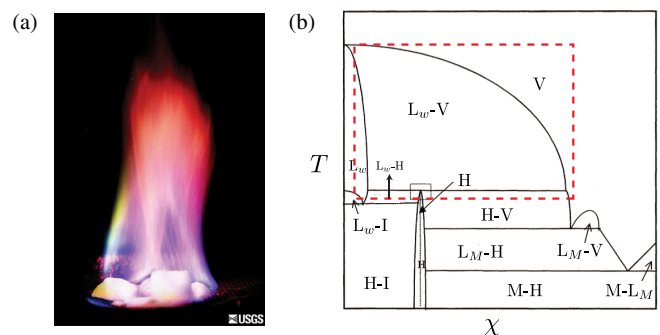 (a)
USGS
(b)
T
V
L_w-V
L_w
L_w-H
H
L_w-I
H-V
L_M-V
L_M-H
H
H-I
M-H
M-L_M
χ